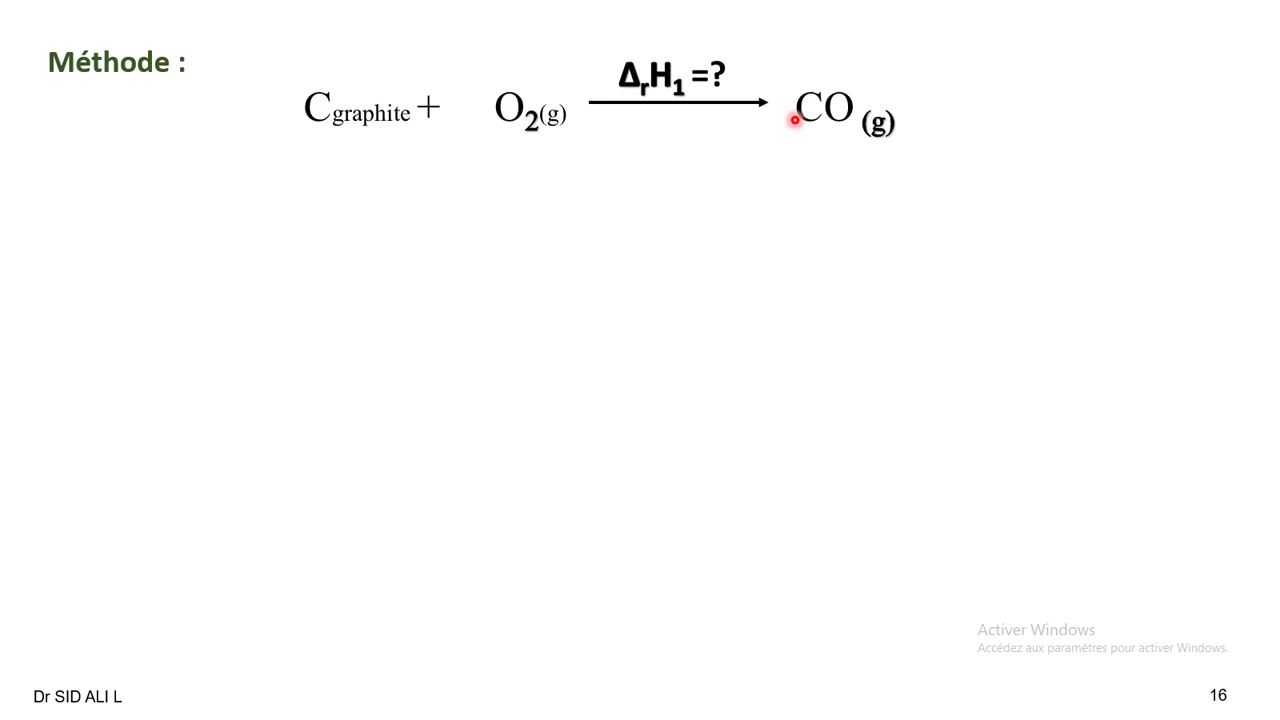 Méthode :
ΔrH1 =?
Cgraphite + O2(g) CO (g)
Activer Windows
Accédez aux paramètres pour activer Windows.
Dr SID ALI L
16